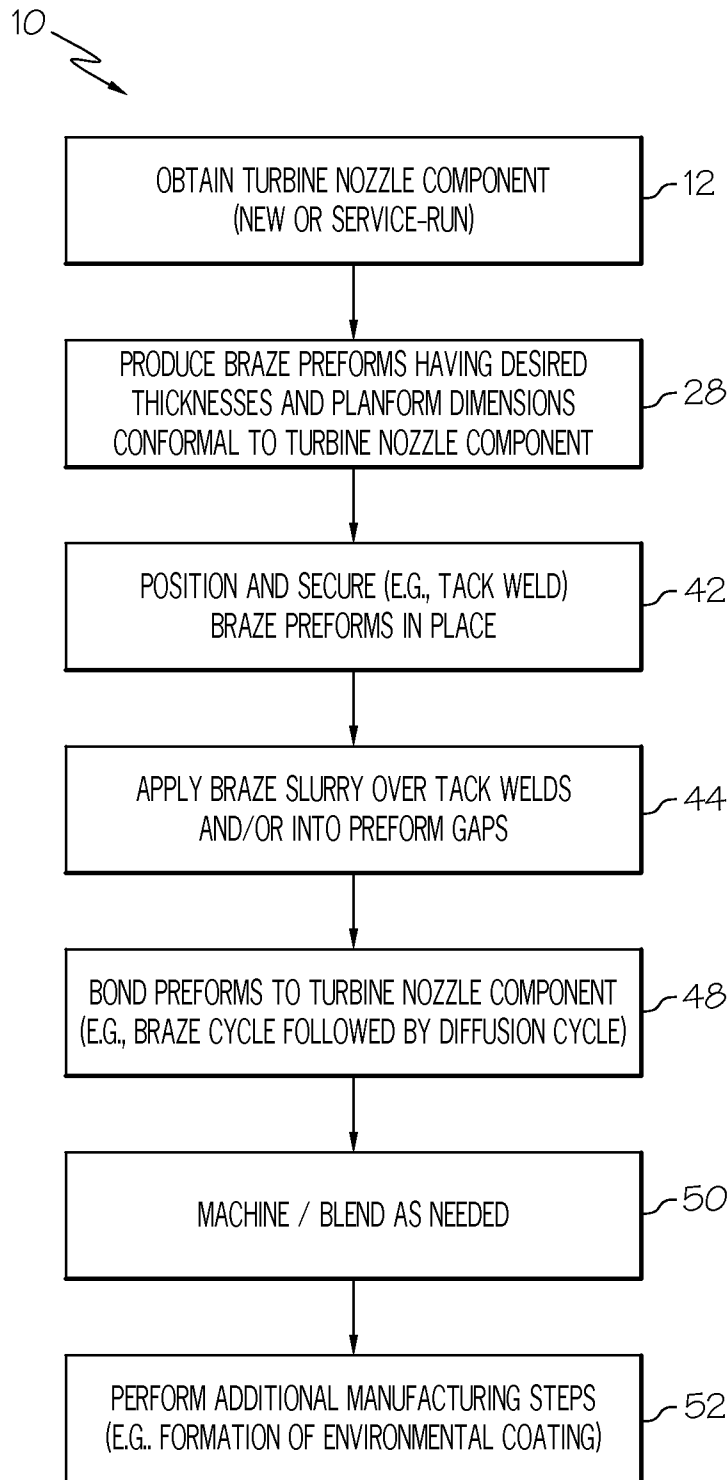 10
OBTAIN TURBINE NOZZLE COMPONENT
(NEW OR SERVICE-RUN)
12
PRODUCE BRAZE PREFORMS HAVING DESIRED
THICKNESSES AND PLANFORM DIMENSIONS
CONFORMAL TO TURBINE NOZZLE COMPONENT
28
POSITION AND SECURE (E.G., TACK WELD)
BRAZE PREFORMS IN PLACE
42
APPLY BRAZE SLURRY OVER TACK WELDS
AND/OR INTO PREFORM GAPS
44
BOND PREFORMS TO TURBINE NOZZLE COMPONENT
(E.G., BRAZE CYCLE FOLLOWED BY DIFFUSION CYCLE)
48
MACHINE / BLEND AS NEEDED
50
PERFORM ADDITIONAL MANUFACTURING STEPS
(E.G.. FORMATION OF ENVIRONMENTAL COATING)
52